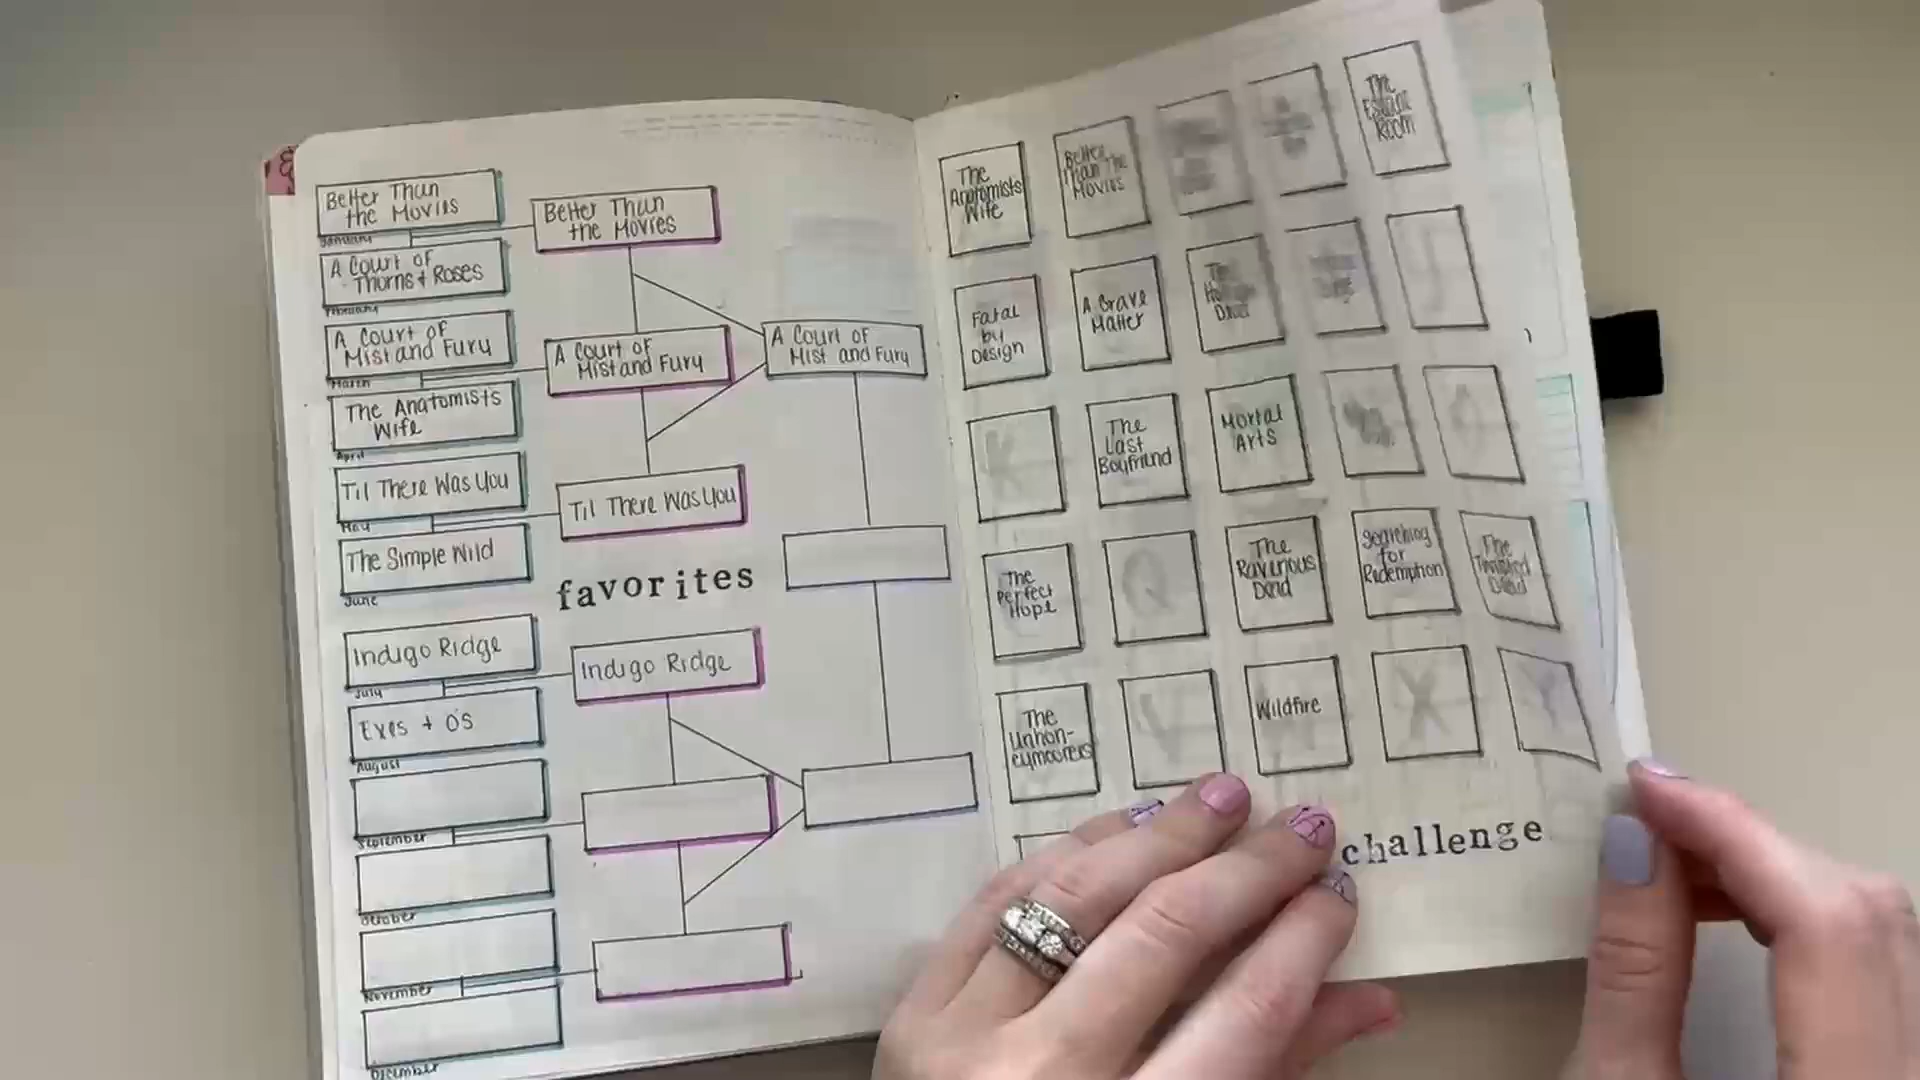 Better Than
the Movies
January
A Court of
Thorns & Roses
February
A Court of
Mist and Fury
March
The Anatomists
Wife
April
Til There Was You
May
The Simple Wild
June
Indigo Ridge
July
Exes + O's
August
September
October
November
December
Better Than
the Movies
A Court of
Mist and Fury
Til There Was You
favorites
Indigo Ridge
A Court of
Mist and Fury
The
Anatomists
Wife
Better
Than The
Movies
The
Escape
Room
Fatal
by
Design
A Grave
Matter
J
K
The
Last
Boyfriend
Mortal
Arts
The
Perfect
Hope
Q
The
Ravenous
Dead
Searching
for
Redemption
The
Dead
The
Unhon-
eymooners
V
Wildfire
X
Y
challenge